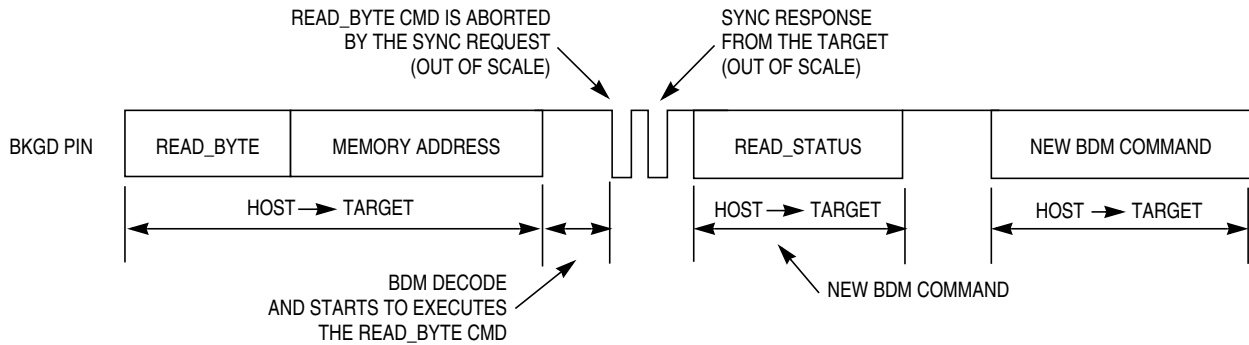 READ_BYTE CMD IS ABORTED
BY THE SYNC REQUEST
(OUT OF SCALE)
SYNC RESPONSE
FROM THE TARGET
(OUT OF SCALE)
BKGD PIN
READ_BYTE
MEMORY ADDRESS
READ_STATUS
NEW BDM COMMAND
HOST → TARGET
HOST → TARGET
HOST → TARGET
BDM DECODE
AND STARTS TO EXECUTES
THE READ_BYTE CMD
NEW BDM COMMAND